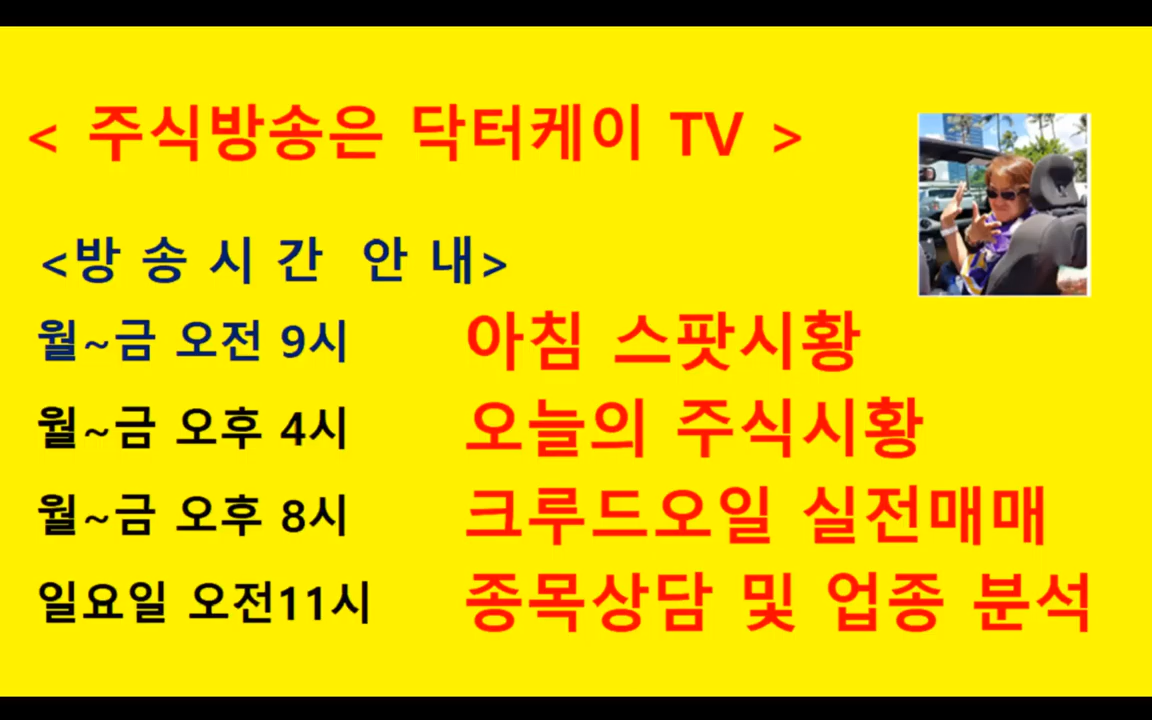 < 주식방송은 닥터케이 TV >
<방 송 시 간 안 내>
월~금 오전 9시 아침 스팟시황
월~금 오후 4시 오늘의 주식시황
월~금 오후 8시 크루드오일 실전매매
일요일 오전11시 종목상담 및 업종 분석